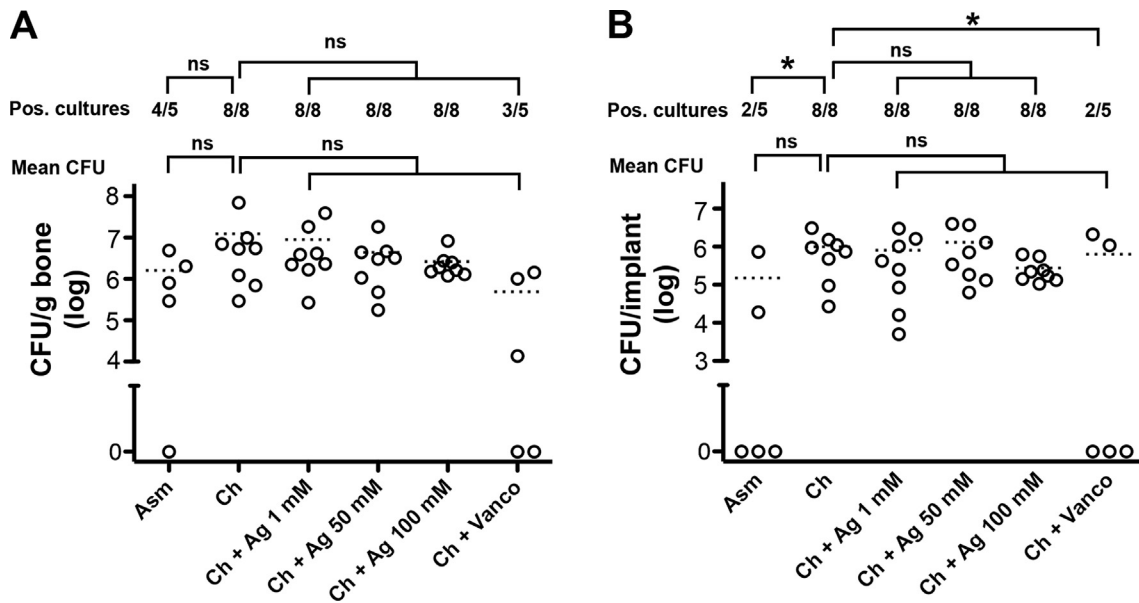 A
ns
ns
Pos. cultures 4/5 8/8 8/8 8/8 8/8 3/5
Mean CFU
ns
ns
CFU/g bone
(log)
8
7
6
5
4
0
Asm
Ch
Ch + Ag 1 mM
Ch + Ag 50 mM
Ch + Ag 100 mM
Ch + Vanco
B
*
ns
*
Pos. cultures 2/5 8/8 8/8 8/8 8/8 2/5
Mean CFU
ns
ns
CFU/implant
(log)
7
6
5
4
3
0
Asm
Ch
Ch + Ag 1 mM
Ch + Ag 50 mM
Ch + Ag 100 mM
Ch + Vanco